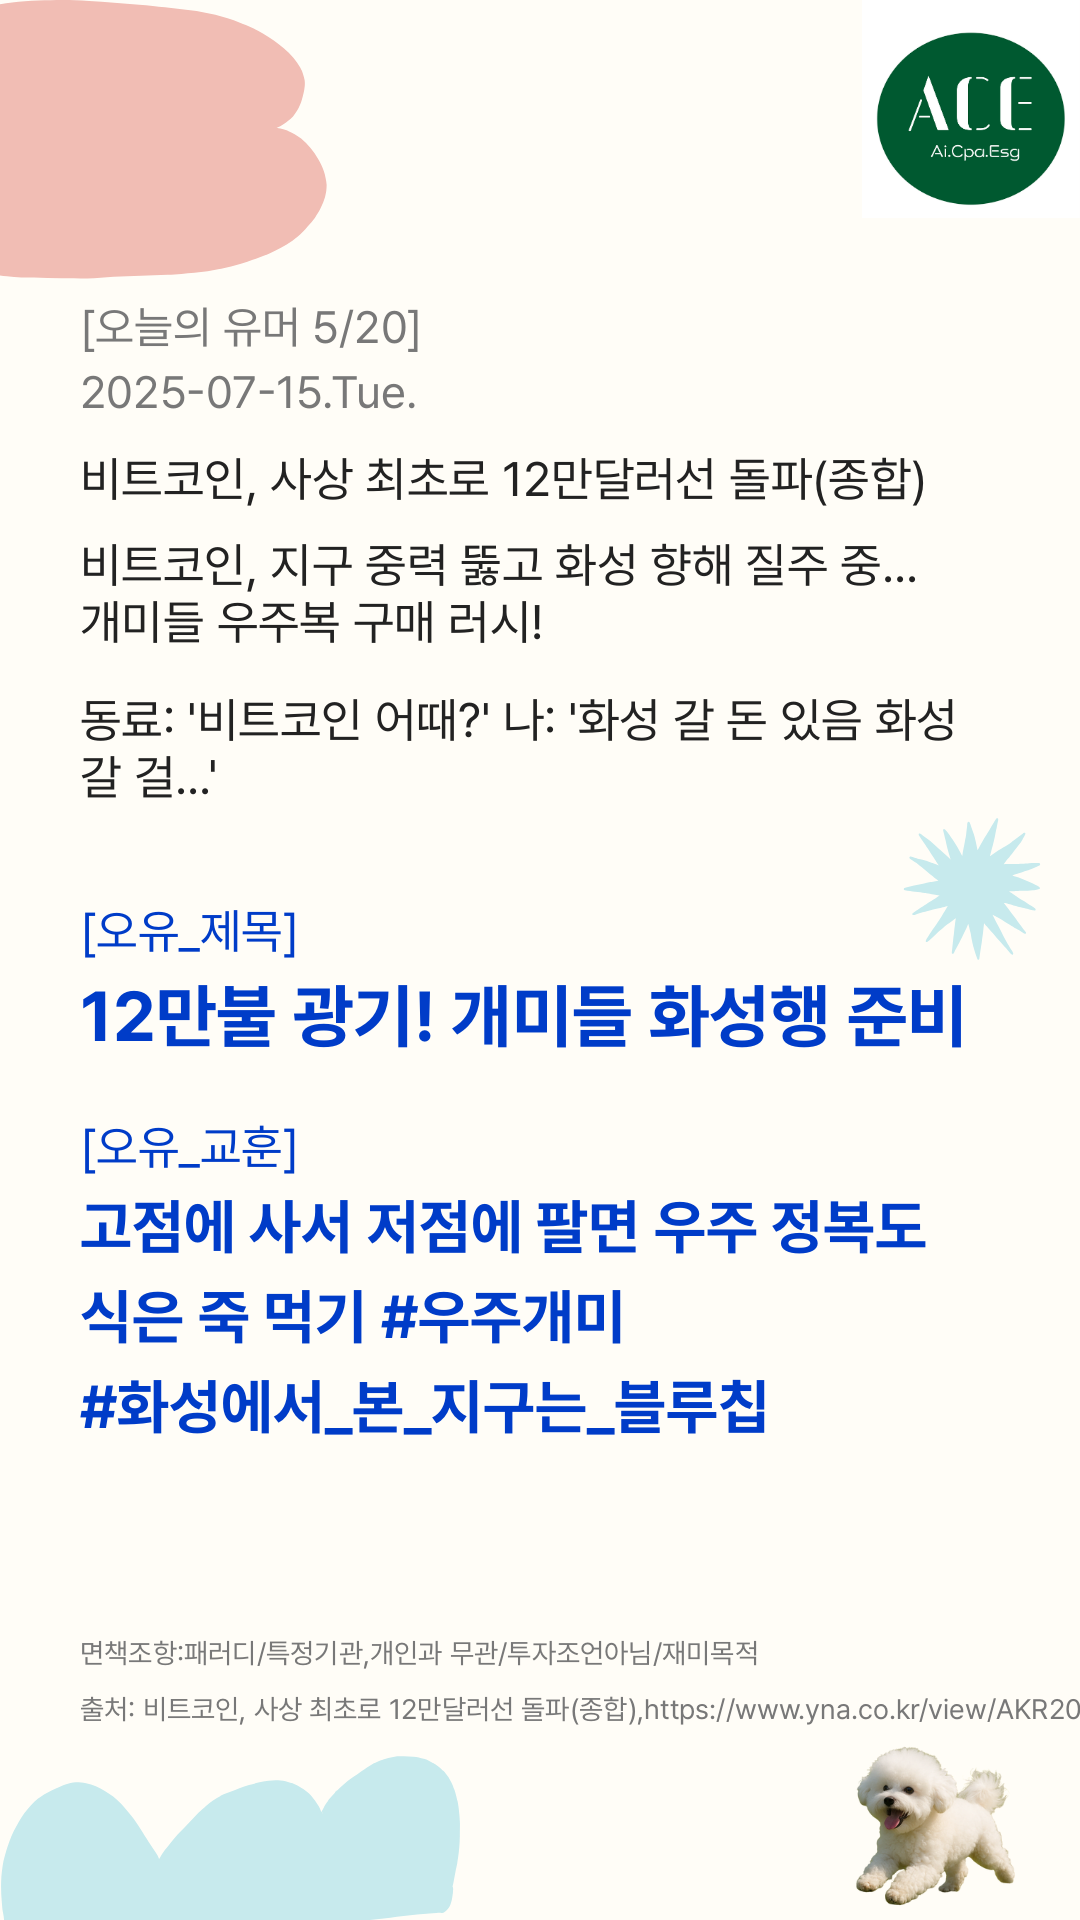 ACE
Ai.Cpa.Esg
[오늘의 유머 5/20]
2025-07-15.Tue.
비트코인, 사상 최초로 12만달러선 돌파(종합)
비트코인, 지구 중력 뚫고 화성 향해 질주 중...
개미들 우주복 구매 러시!
동료: '비트코인 어때?' 나: '화성 갈 돈 있음 화성
갈 걸...'
[오유_제목]
12만불 광기! 개미들 화성행 준비
[오유_교훈]
고점에 사서 저점에 팔면 우주 정복도
식은 죽 먹기 #우주개미
#화성에서_본_지구는_블루칩
면책조항:패러디/특정기관,개인과 무관/투자조언아님/재미목적
출처: 비트코인, 사상 최초로 12만달러선 돌파(종합),https://www.yna.co.kr/view/AKR20